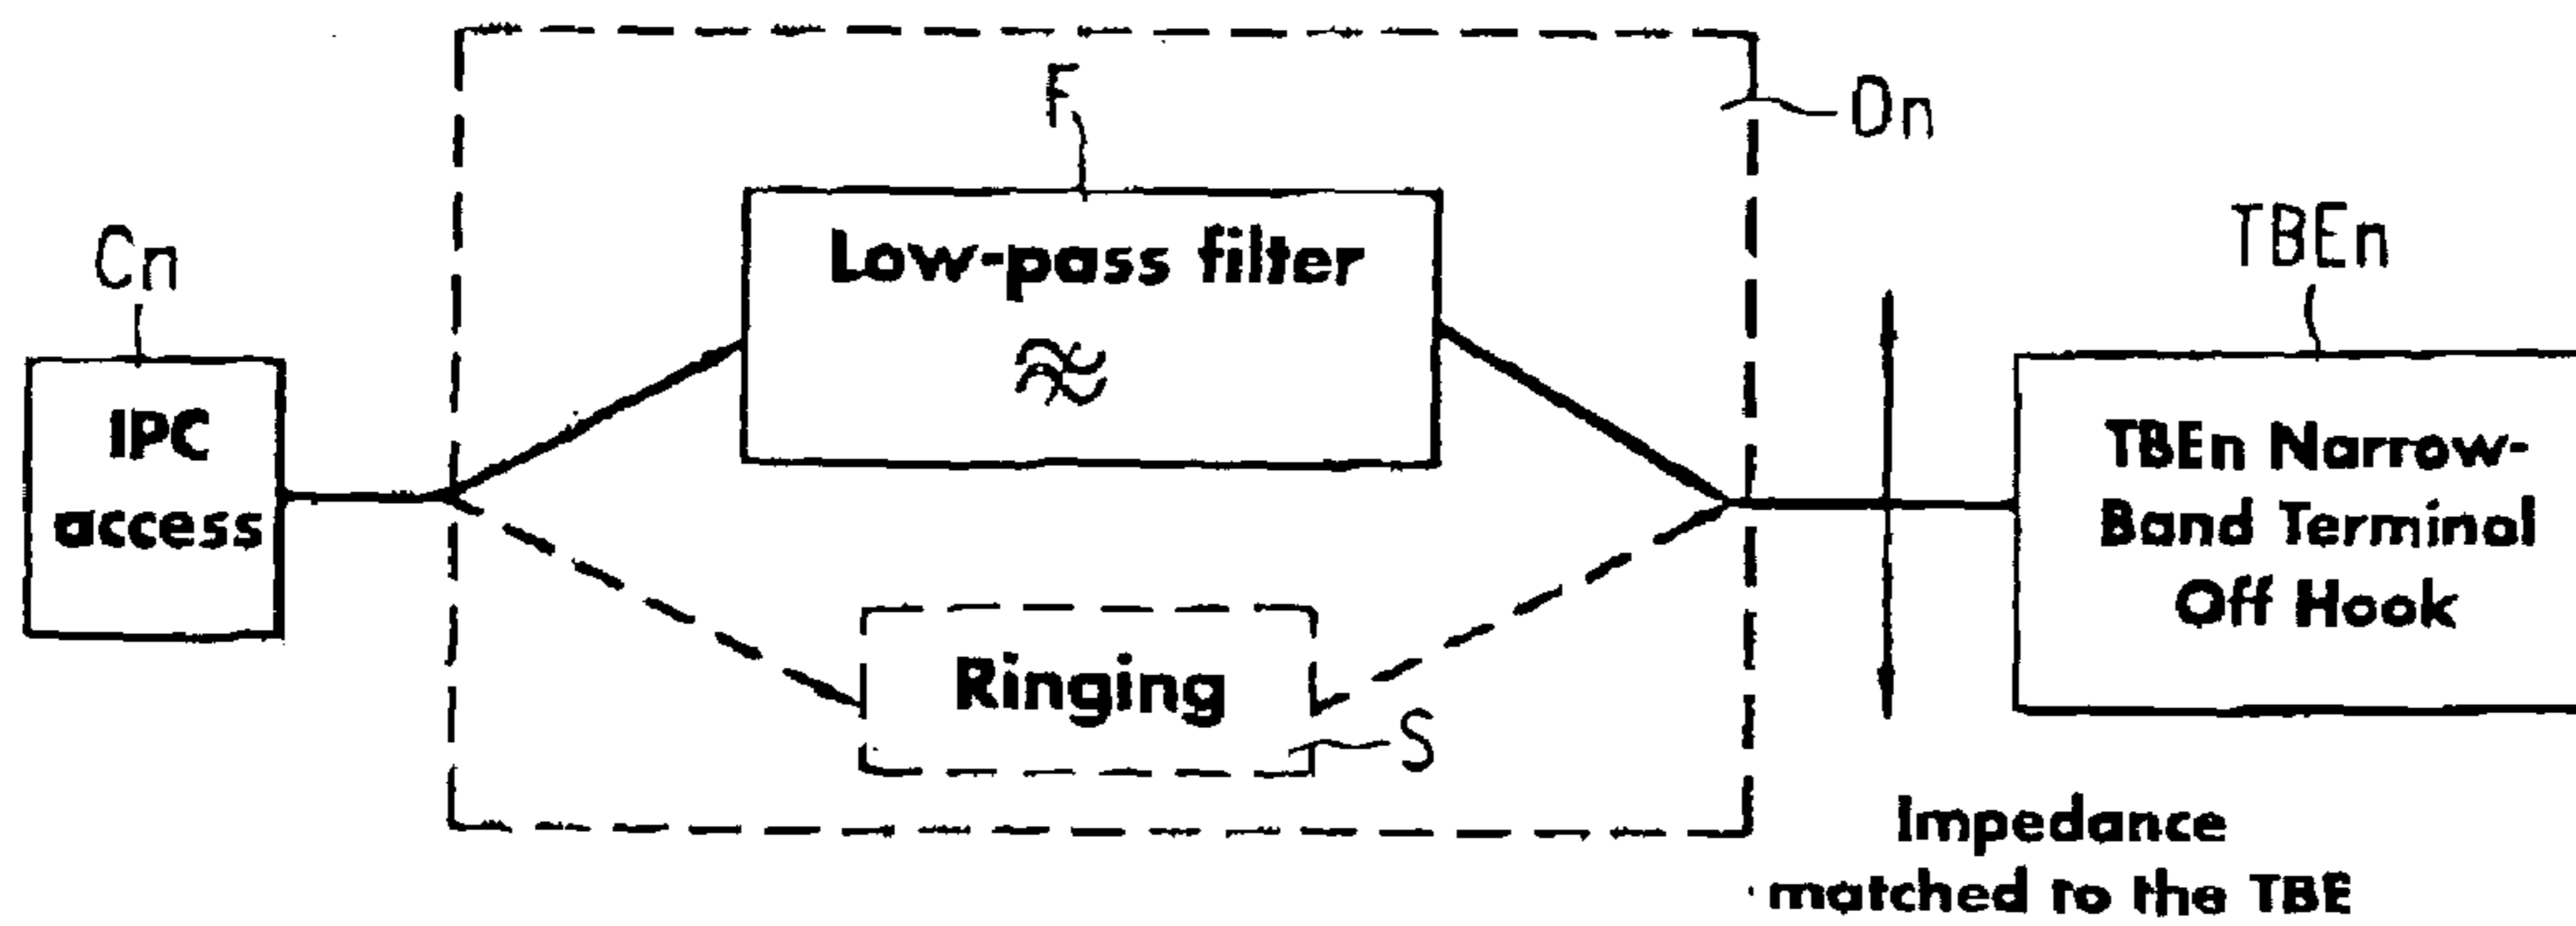 F
Dn
Cn
TBEn
Low-pass filter
IPC
access
TBEn Narrow-
Band Terminal
Off Hook
Ringing
S
Impedance
matched to the TBE